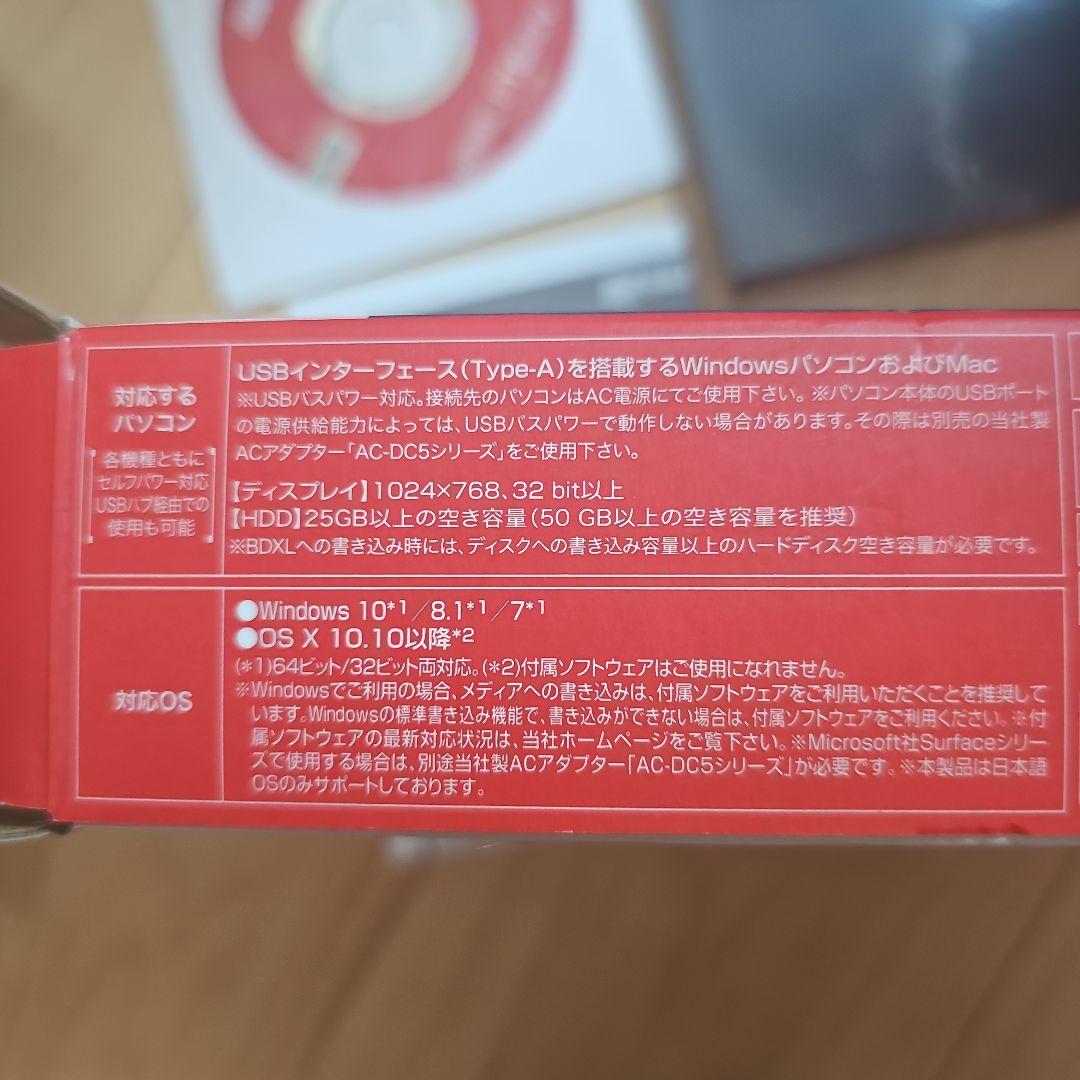 対応する
パソコン
各機種ともに
セルフパワー対応
USBハブ経由での
使用も可能
USBインターフェース(Type-A)を搭載するWindowsパソコンおよびMac
※USBバスパワー対応。接続先のパソコンはAC電源にてご使用下さい。※パソコン本体のUSBポート
の電源供給能力によっては、USBバスパワーで動作しない場合があります。その際は別売の当社製
ACアダプター「AC-DC5シリーズ」をご使用下さい。
【ディスプレイ】1024×768、32 bit以上
【HDD】25GB以上の空き容量(50 GB以上の空き容量を推奨)
※BDXLへの書き込み時には、ディスクへの書き込み容量以上のハードディスク空き容量が必要です。
対応OS
●Windows 10*1/8.1*1/7*1
●OS X 10.10以降*2
(*1)64ビット/32ビット両対応。(*2)付属ソフトウェアはご使用になれません。
※Windowsでご利用の場合、メディアへの書き込みは、付属ソフトウェアをご利用いただくことを推奨して
います。Windowsの標準書き込み機能で、書き込みができない場合は、付属ソフトウェアをご利用ください。※付
属ソフトウェアの最新対応状況は、当社ホームページをご覧下さい。※Microsoft社Surfaceシリー
ズで使用する場合は、別途当社製ACアダプター「AC-DC5シリーズ」が必要です。※本製品は日本語
OSのみサポートしております。